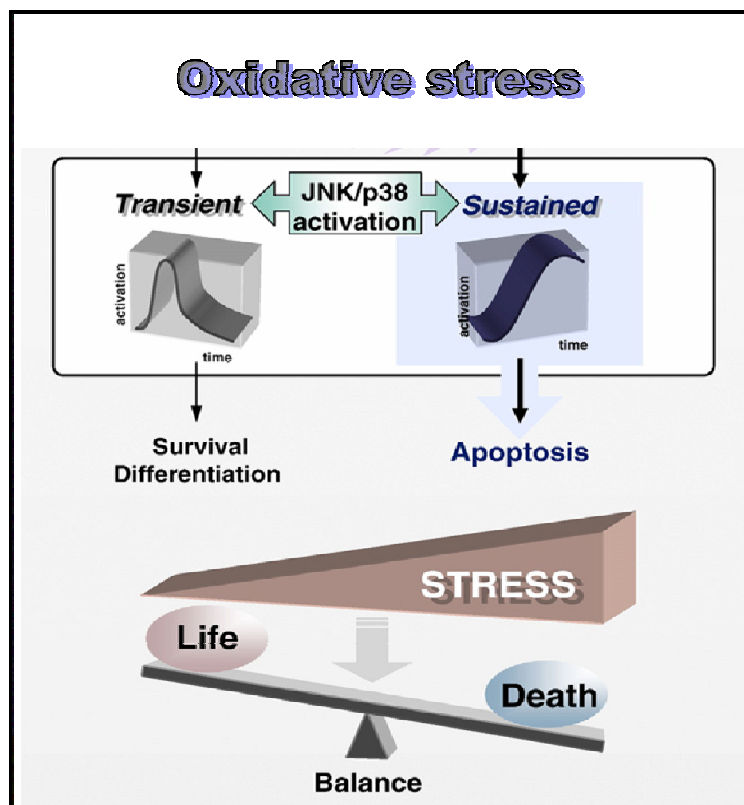 Oxidative stress
Transient
JNK/p38
activation
Sustained
activation
time
activation
time
Survival
Differentiation
Apoptosis
STRESS
Life
Death
Balance